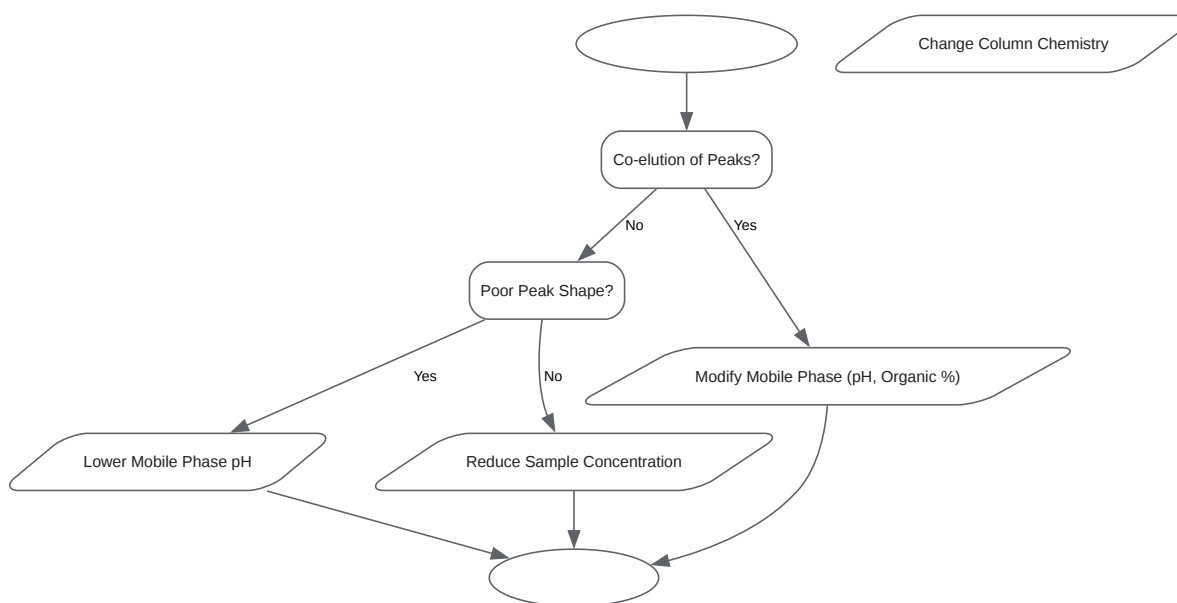 Change Column Chemistry
Co-elution of Peaks?
No
Yes
Poor Peak Shape?
Yes
No
Modify Mobile Phase (pH, Organic %)
Lower Mobile Phase pH
Reduce Sample Concentration